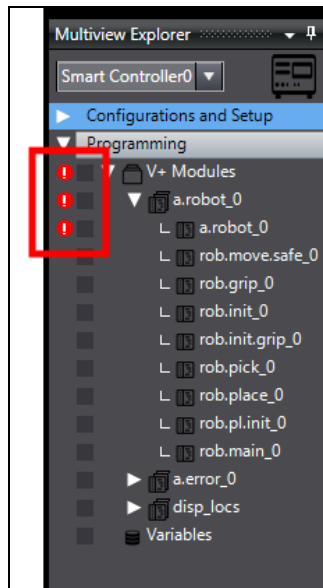 Multiview Explorer
Smart Controller0
Configurations and Setup
Programming
V+ Modules
a.robot_0
a.robot_0
rob.move.safe_0
rob.grip_0
rob.init_0
rob.init.grip_0
rob.pick_0
rob.place_0
rob.pl.init_0
rob.main_0
a.error_0
disp_locs
Variables